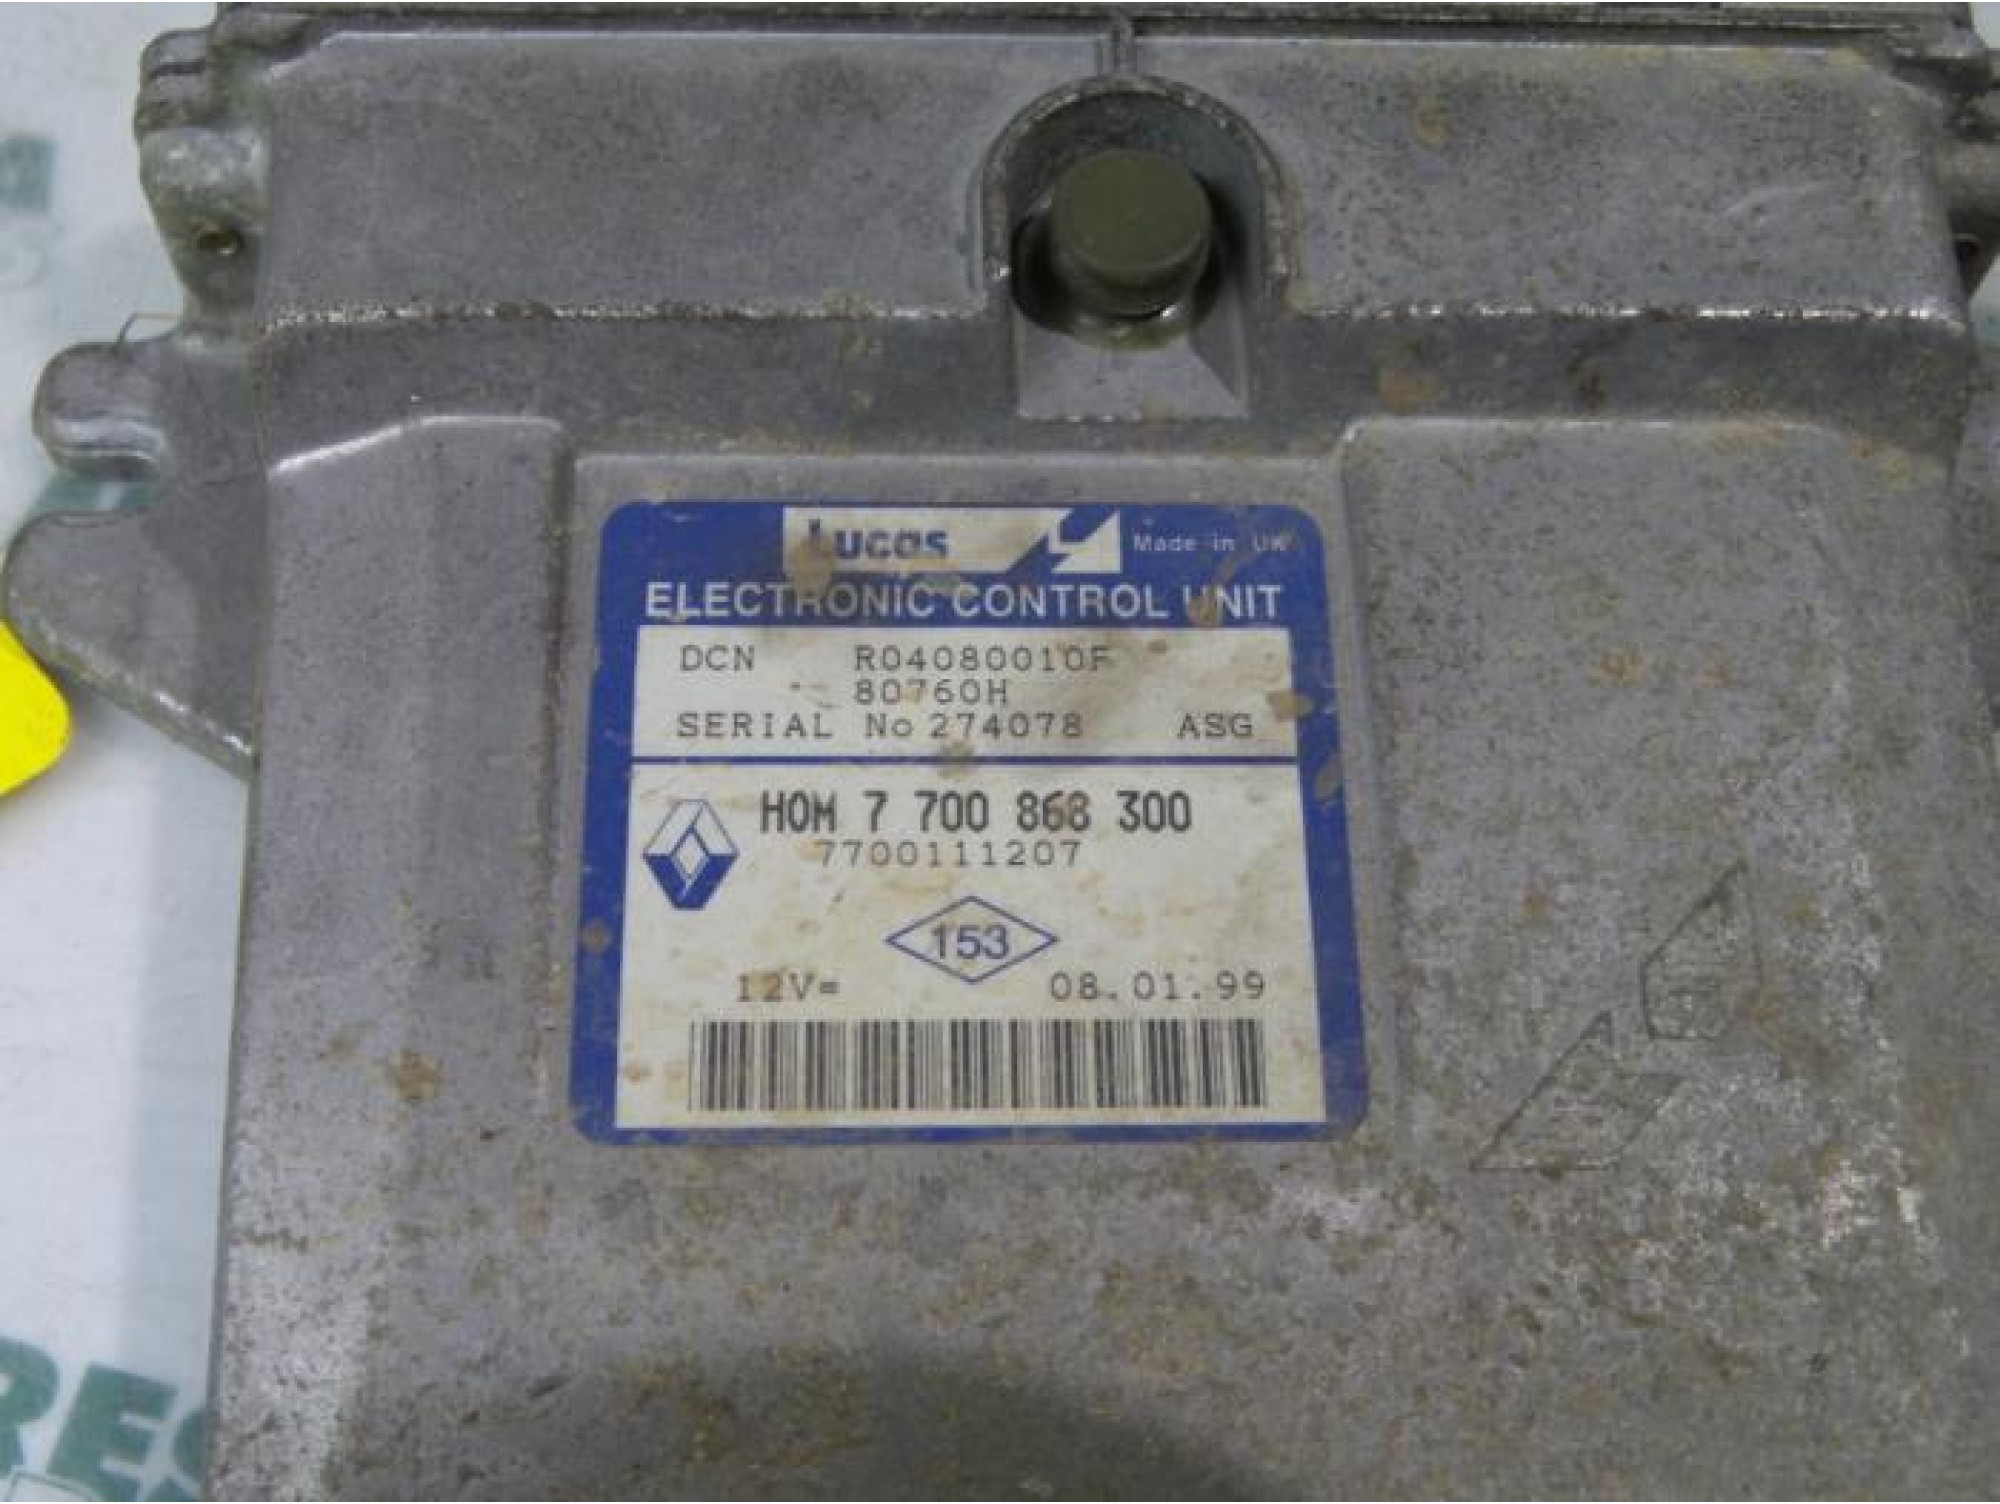 Lucas Made in UK
ELECTRONIC CONTROL UNIT
DCN R04080010F
80760H
SERIAL No 274078 ASG
HOM 7 700 868 300
7700111207
153
12V= 08.01.99
RES